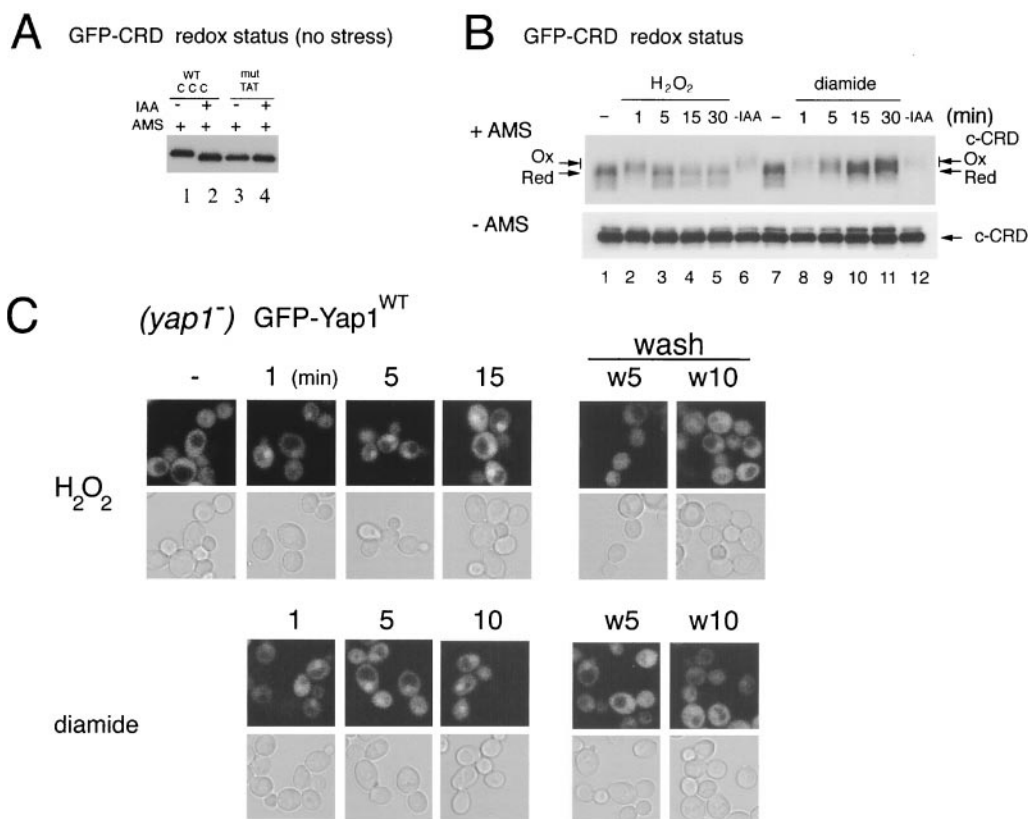 A GFP-CRD redox status (no stress)
WT mut
C C C TAT
IAA - + - +
AMS + + + +
1 2 3 4
B GFP-CRD redox status
H2O2 diamide
– 1 5 15 30 -IAA – 1 5 15 30 -IAA (min)
+ AMS c-CRD
Ox Ox
Red Red
- AMS c-CRD
1 2 3 4 5 6 7 8 9 10 11 12
C (yap1-) GFP-Yap1WT
wash
- 1 (min) 5 15 w5 w10
H2O2
1 5 10 w5 w10
diamide